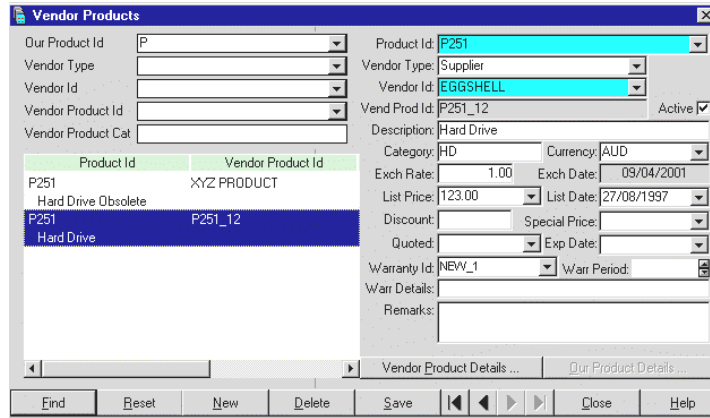 Vendor Products
Our Product Id P
Vendor Type
Vendor Id
Vendor Product Id
Vendor Product Cat
Product Id Vendor Product Id
P251 XYZ PRODUCT
Hard Drive Obsolete
P251 P251_12
Hard Drive
Product Id: P251
Vendor Type: Supplier
Vendor Id: EGGSHELL
Vend Prod Id: P251_12 Active
Description: Hard Drive
Category: HD Currency: AUD
Exch Rate: 1.00 Exch Date: 09/04/2001
List Price: 123.00 List Date: 27/08/1997
Discount: Special Price:
Quoted: Exp Date:
Warranty Id: NEW_1 Warr Period:
Warr Details:
Remarks:
Vendor Product Details ... Our Product Details ...
Find Reset New Delete Save Close Help